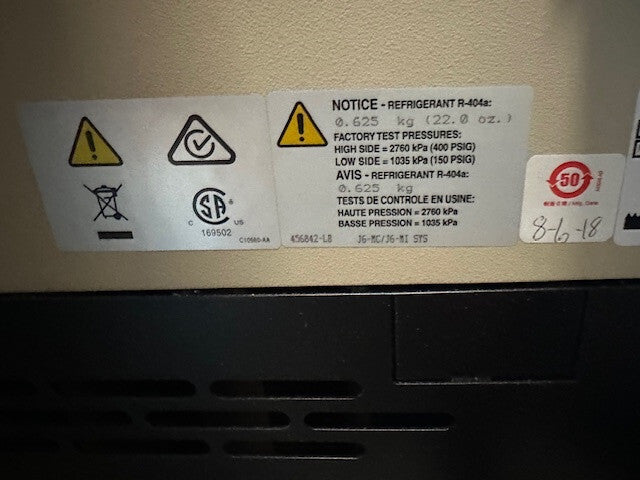 C US
169502
C10560-AA
NOTICE - REFRIGERANT R-404a:
0.625 kg (22.0 oz.)
FACTORY TEST PRESSURES:
HIGH SIDE = 2760 kPa (400 PSIG)
LOW SIDE = 1035 kPa (150 PSIG)
AVIS - REFRIGERANT R-404a:
0.625 kg
TESTS DE CONTROLE EN USINE:
HAUTE PRESSION = 2760 kPa
BASSE PRESSION = 1035 kPa
456842-L8 J6-MC/J6-MI SYS
50
8-6-18